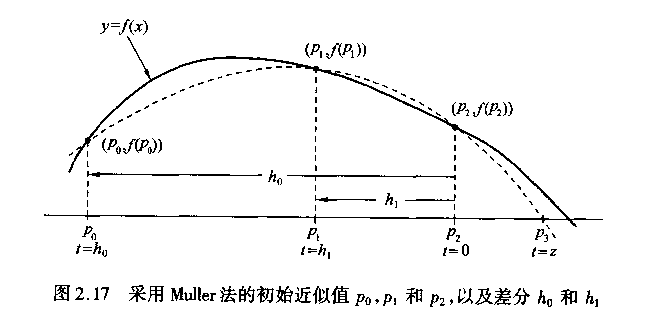 y=f(x)
(p₁,f(p₁))
(p₂,f(p₂))
(p₀,f(p₀))
h₀
h₁
p₀ p₁ p₂ p₃
t=h₀ t=h₁ t=0 t=z
图 2.17 采用 Muller 法的初始近似值 p₀,p₁ 和 p₂,以及差分 h₀ 和 h₁